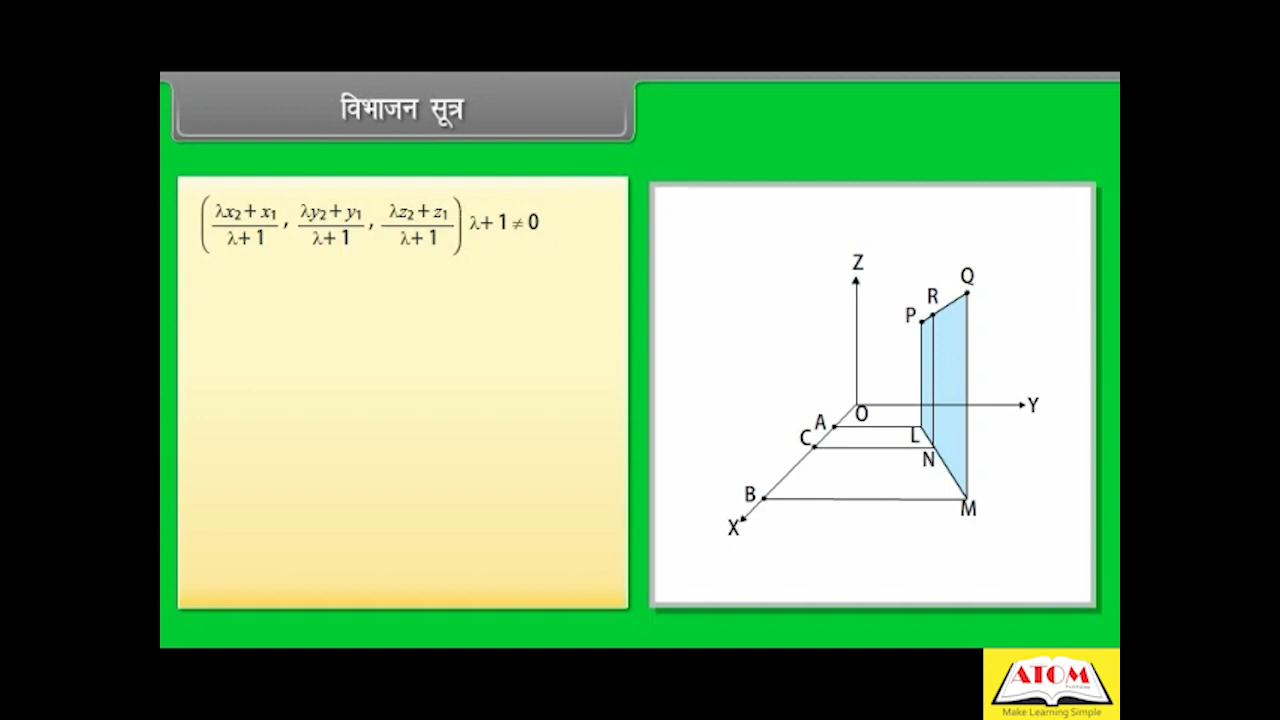 विभाजन सूत्र
(λx₂ + x₁ / λ + 1, λy₂ + y₁ / λ + 1, λz₂ + z₁ / λ + 1) λ + 1 ≠ 0
Z
Q
R
P
Y
O
A
L
C
N
B
M
X
ATOM
Make Learning Simple